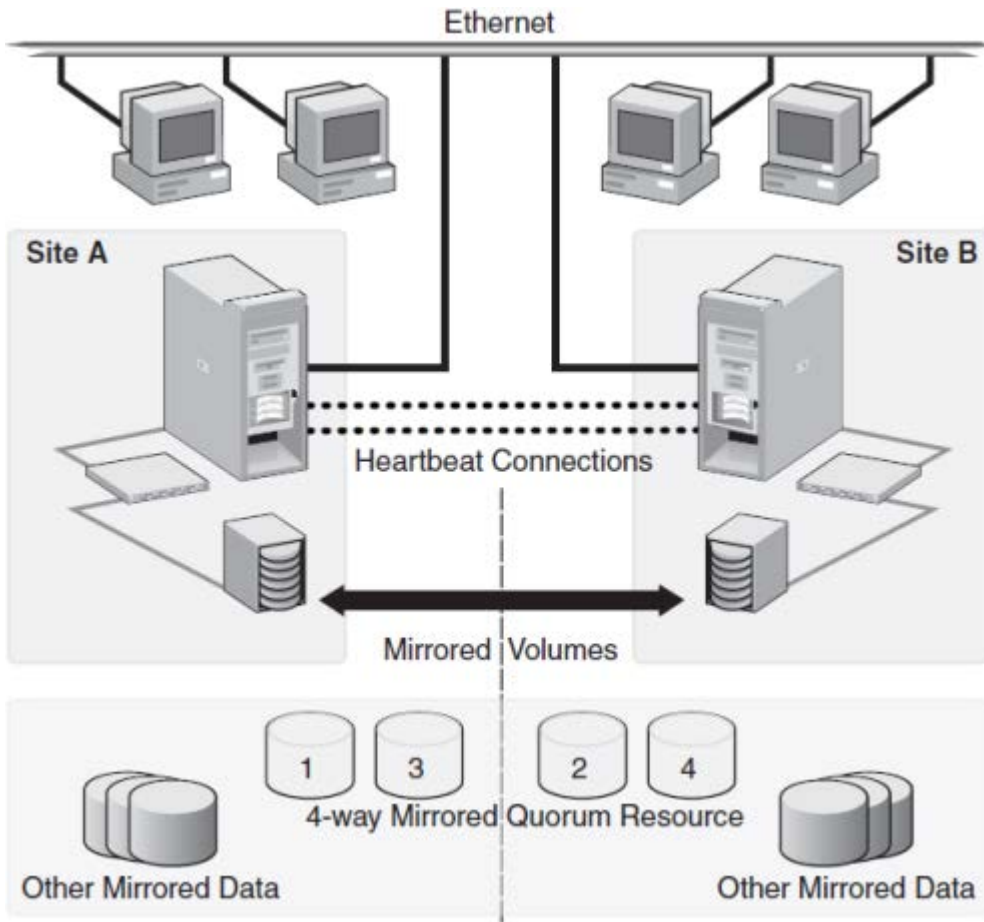 Ethernet
Site A
Site B
Heartbeat Connections
Mirrored Volumes
1
3
2
4
4-way Mirrored Quorum Resource
Other Mirrored Data
Other Mirrored Data